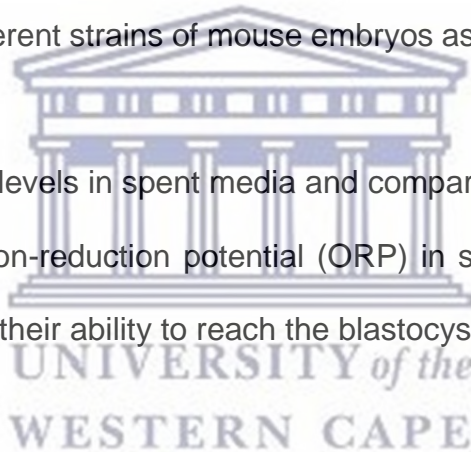 erent strains of mouse embryos as
levels in spent media and compar
on-reduction potential (ORP) in s
their ability to reach the blastocys
UNIVERSITY of the
WESTERN CAPE